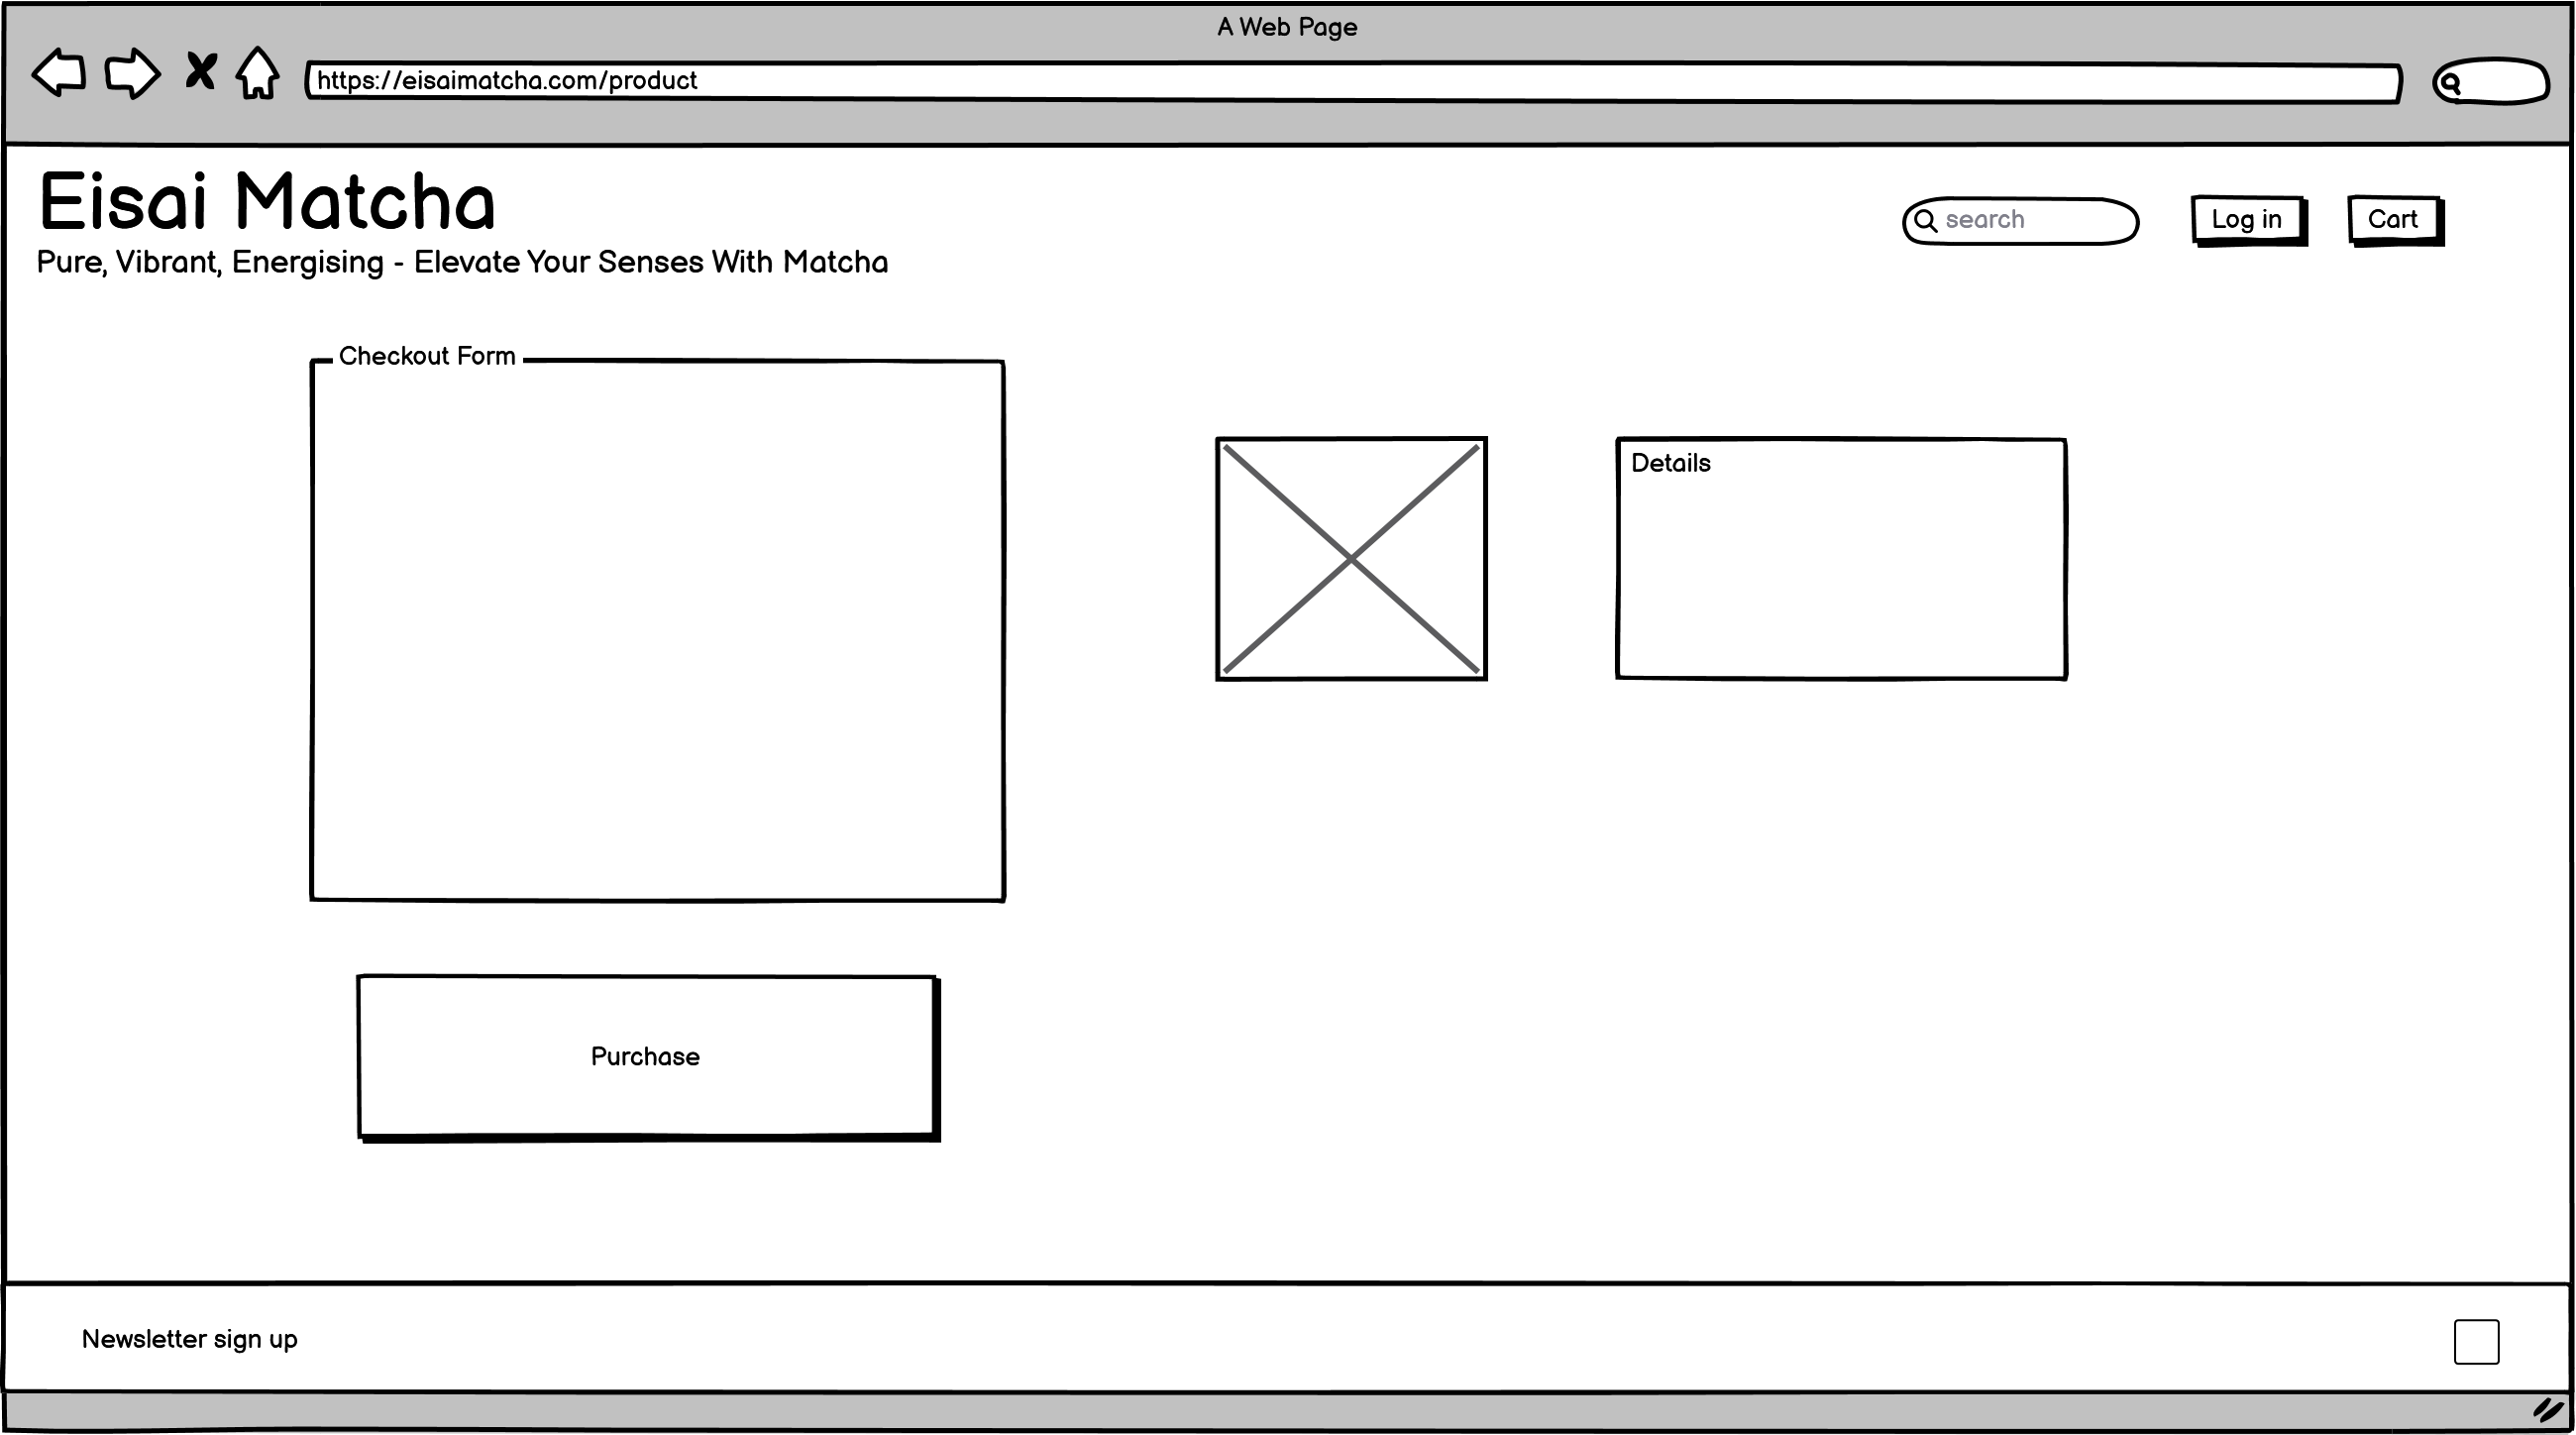 A Web Page
https://eisaimatcha.com/product
Eisai Matcha
search
Log in
Cart
Pure, Vibrant, Energising - Elevate Your Senses With Matcha
Checkout Form
Details
Purchase
Newsletter sign up